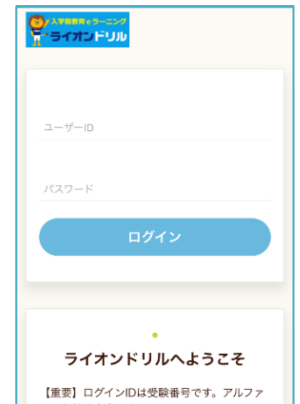 入学前教育eラーニング
ライオンドリル
ユーザーID
パスワード
ログイン
ライオンドリルへようこそ
【重要】ログインIDは受験番号です。アルファ